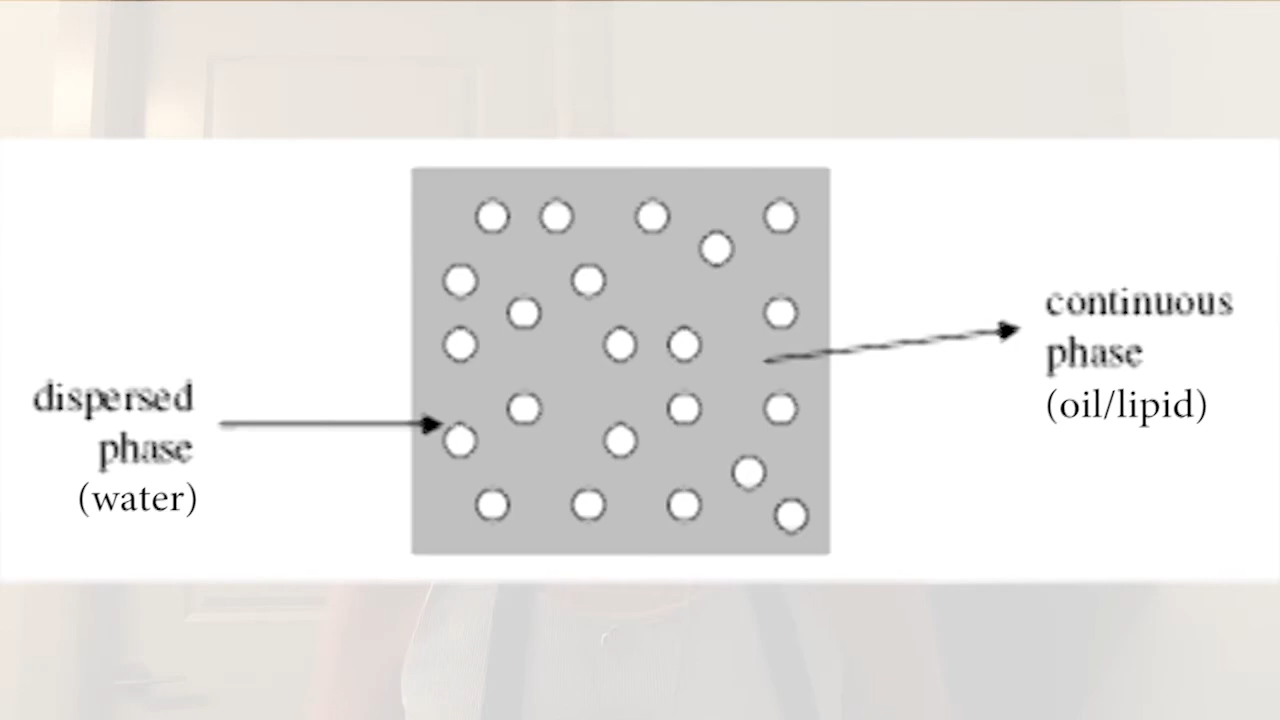 dispersed
phase
(water)
continuous
phase
(oil/lipid)